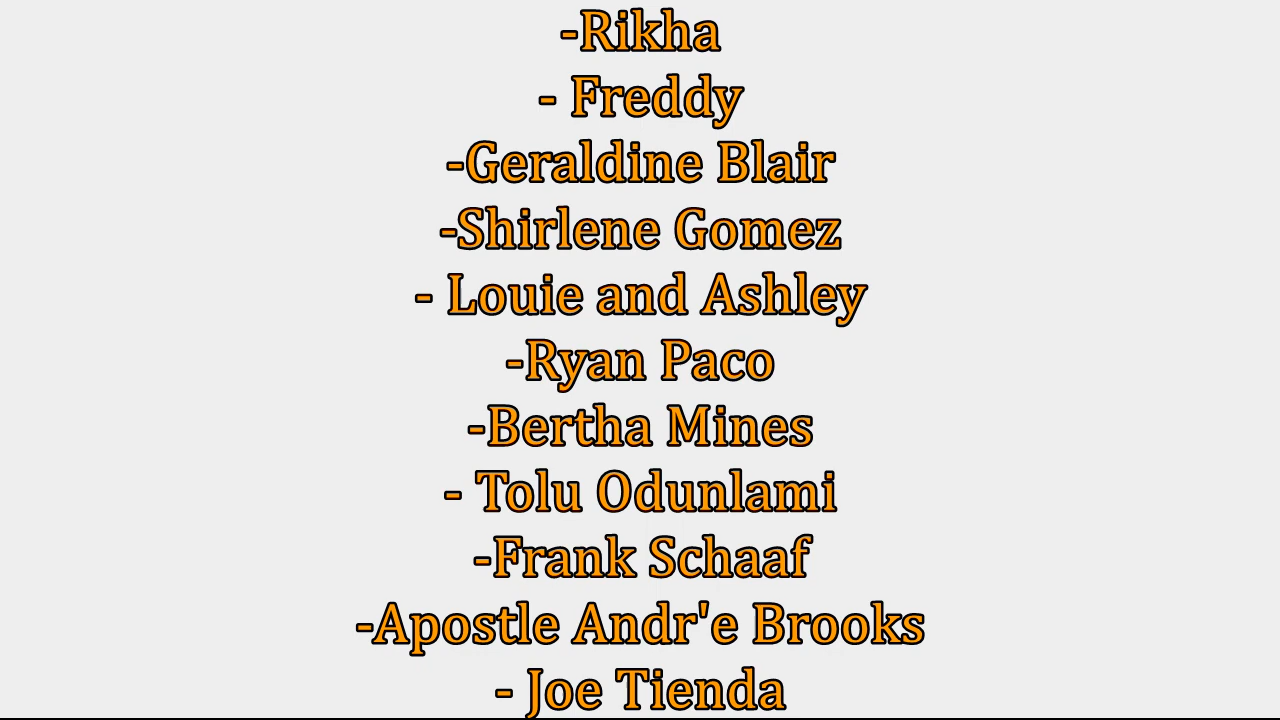 -Rikha
- Freddy
-Geraldine Blair
-Shirlene Gomez
- Louie and Ashley
-Ryan Paco
-Bertha Mines
- Tolu Odunlami
-Frank Schaaf
-Apostle Andr'e Brooks
- Joe Tienda